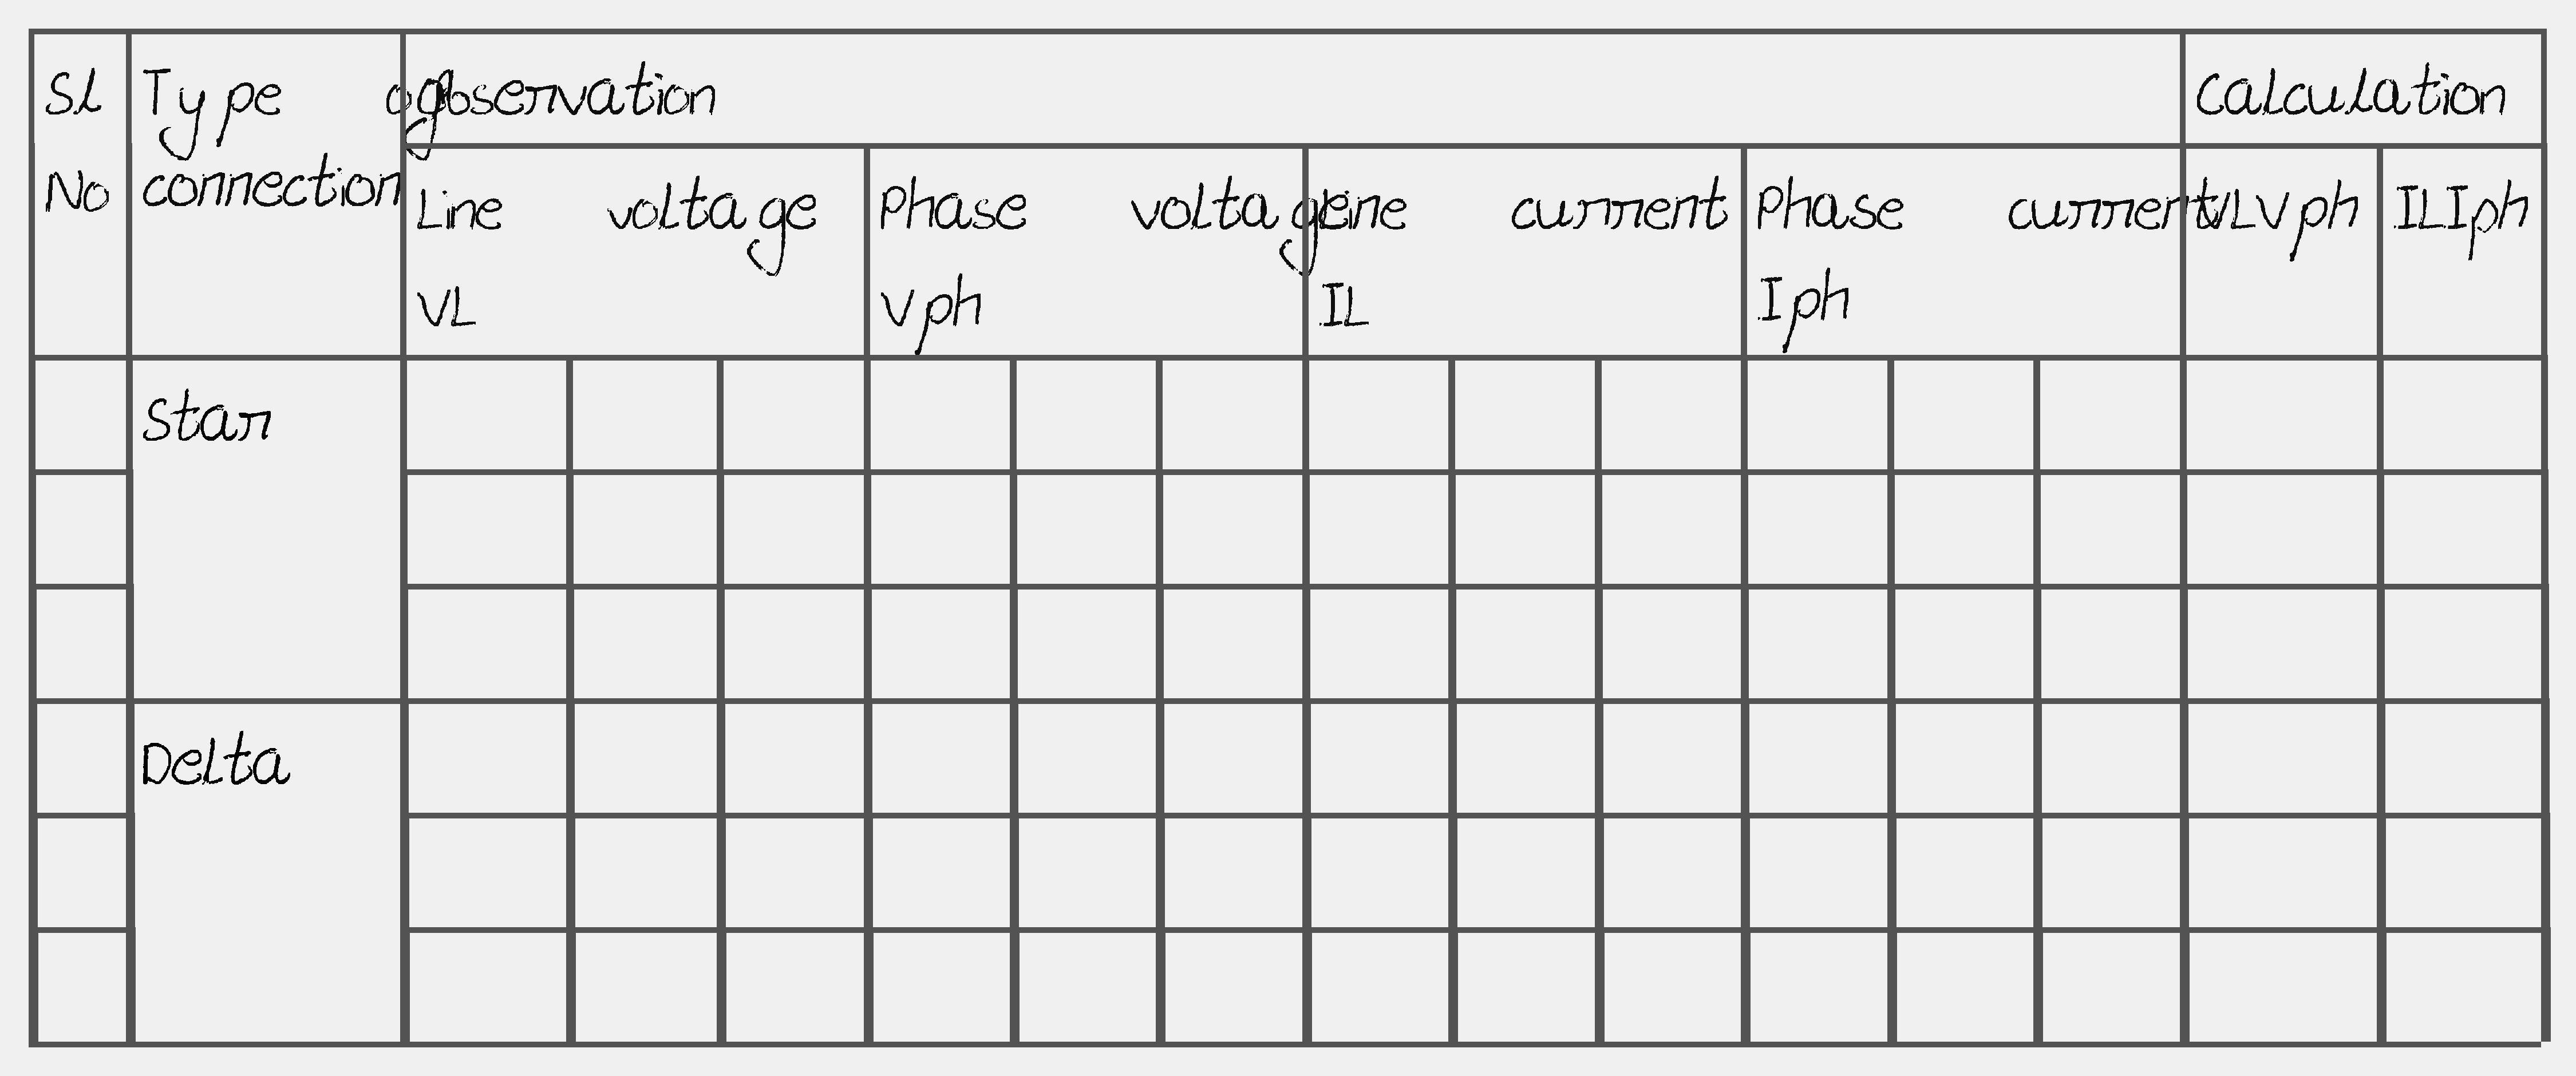 Sl No
Type of connection
Observation
Calculation
Line voltage VL
Phase voltage Vph
Line current IL
Phase current Iph
VLVph
ILIph
Star
Delta